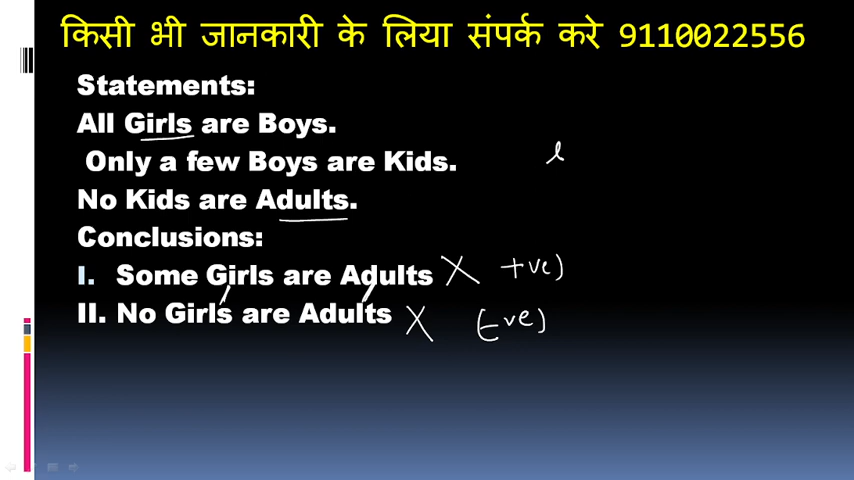 किसी भी जानकारी के लिया संपर्क करे 9110022556
Statements:
All Girls are Boys.
Only a few Boys are Kids.
No Kids are Adults.
Conclusions:
I. Some Girls are Adults X +ve)
II. No Girls are Adults X (-ve)